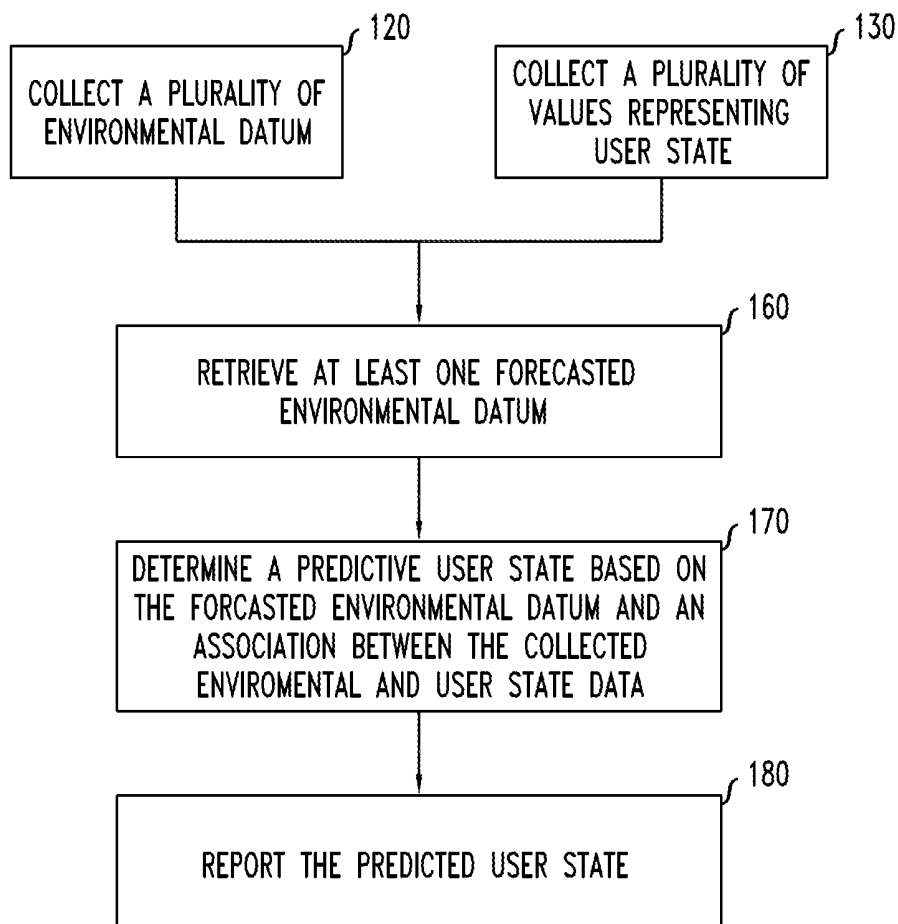 120
COLLECT A PLURALITY OF
ENVIRONMENTAL DATUM
130
COLLECT A PLURALITY OF
VALUES REPRESENTING
USER STATE
160
RETRIEVE AT LEAST ONE FORECASTED
ENVIRONMENTAL DATUM
170
DETERMINE A PREDICTIVE USER STATE BASED ON
THE FORCASTED ENVIRONMENTAL DATUM AND AN
ASSOCIATION BETWEEN THE COLLECTED
ENVIROMENTAL AND USER STATE DATA
180
REPORT THE PREDICTED USER STATE